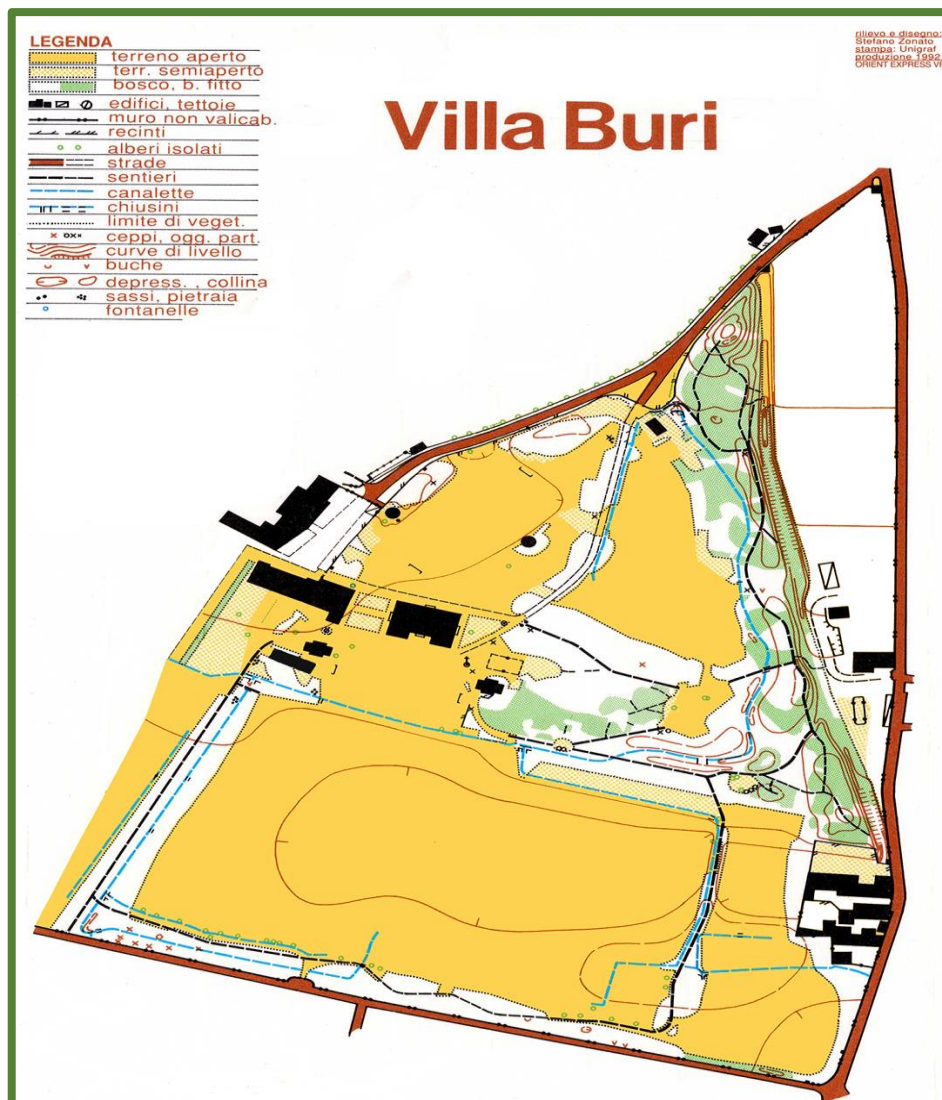 LEGENDA
terreno aperto
terr. semiaperto
bosco, b. fitto
edifici, tettoie
muro non valicab.
recinti
alberi isolati
strade
sentieri
canalette
chiusini
limite di veget.
ceppi, ogg. part.
curve di livello
buche
depress. , collina
sassi, pietraia
fontanelle
rilievo e disegno:
Stefano Zonato
stampa: Unigraf
produzione 1992
ORIENT EXPRESS VR
Villa Buri